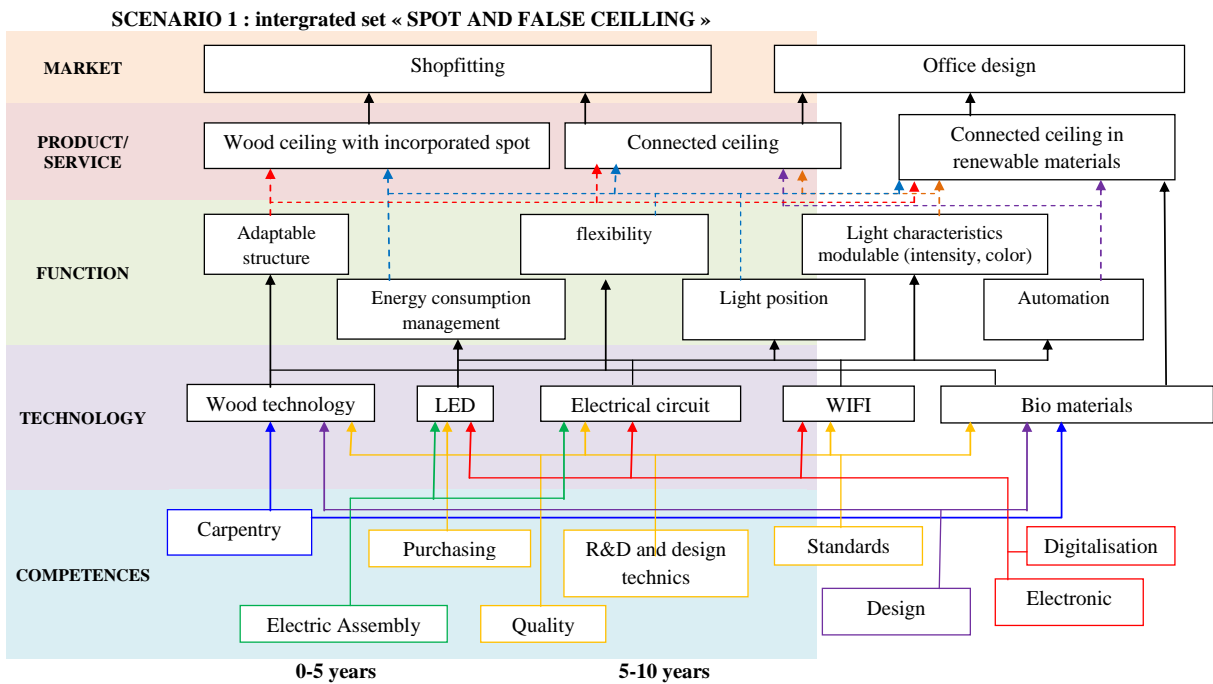 SCENARIO 1 : intergrated set « SPOT AND FALSE CEILLING »
MARKET
Shopfitting
Office design
PRODUCT/
SERVICE
Wood ceiling with incorporated spot
Connected ceiling
Connected ceiling in
renewable materials
FUNCTION
Adaptable
structure
flexibility
Light characteristics
modulable (intensity, color)
Energy consumption
management
Light position
Automation
TECHNOLOGY
Wood technology
LED
Electrical circuit
WIFI
Bio materials
COMPETENCES
Carpentry
Purchasing
R&D and design
technics
Standards
Digitalisation
Electric Assembly
Quality
Design
Electronic
0-5 years
5-10 years